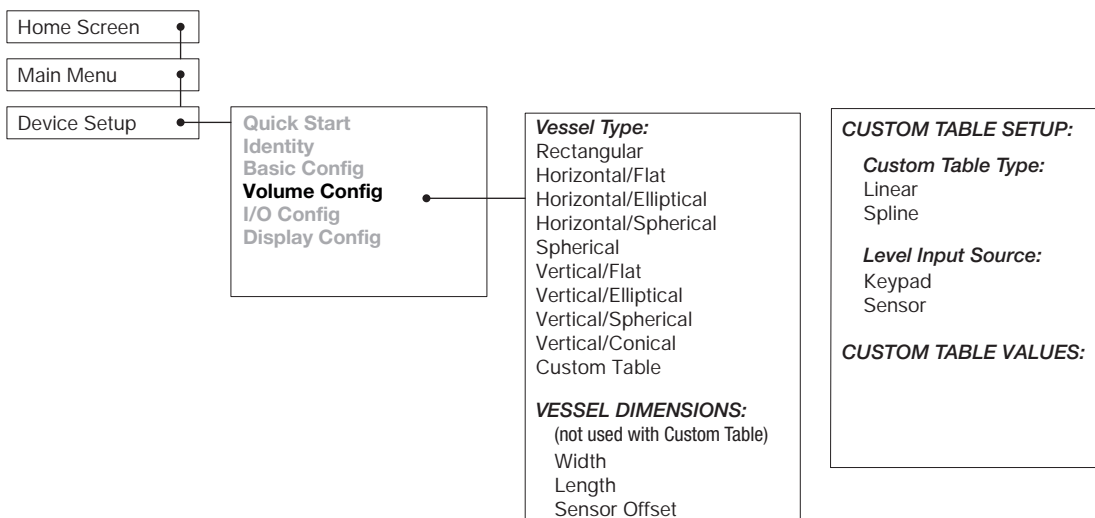 Home Screen
Main Menu
Device Setup
Quick Start
Identity
Basic Config
Volume Config
I/O Config
Display Config
Vessel Type:
Rectangular
Horizontal/Flat
Horizontal/Elliptical
Horizontal/Spherical
Spherical
Vertical/Flat
Vertical/Elliptical
Vertical/Spherical
Vertical/Conical
Custom Table
VESSEL DIMENSIONS:
(not used with Custom Table)
Width
Length
Sensor Offset
CUSTOM TABLE SETUP:
Custom Table Type:
Linear
Spline
Level Input Source:
Keypad
Sensor
CUSTOM TABLE VALUES: